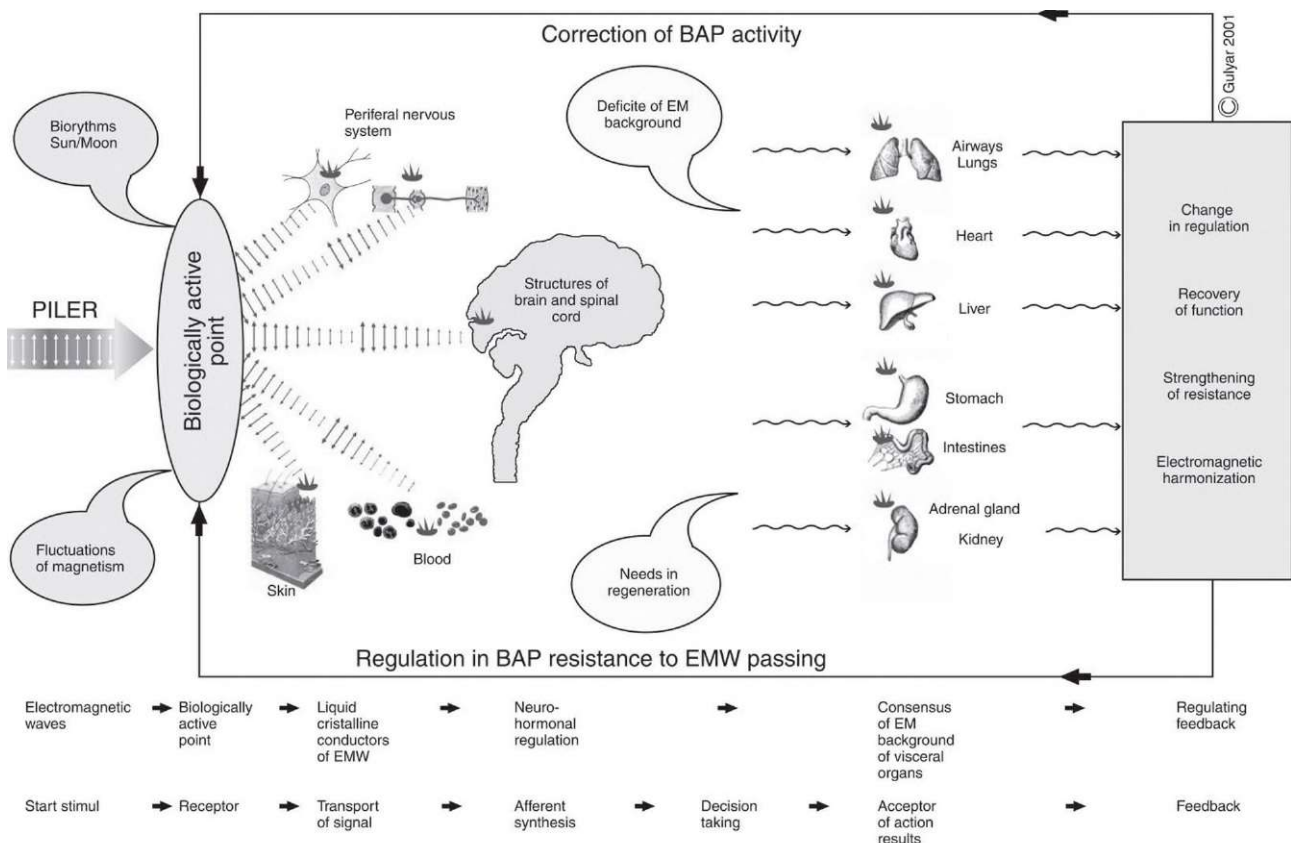 Correction of BAP activity
© Gulyar 2001
Biorythms
Sun/Moon
Periferal nervous
system
Deficite of EM
background
Airways
Lungs
Heart
Liver
Stomach
Intestines
Adrenal gland
Kidney
Change
in regulation
Recovery
of function
Strengthening
of resistance
Electromagnetic
harmonization
PILER
Biologically active
point
Structures of
brain and spinal
cord
Fluctuations
of magnetism
Skin
Blood
Needs in
regeneration
Regulation in BAP resistance to EMW passing
Electromagnetic
waves
Biologically
active
point
Liquid
cristalline
conductors
of EMW
Neuro-
hormonal
regulation
Consensus
of EM
background
of visceral
organs
Regulating
feedback
Start stimul
Receptor
Transport
of signal
Afferent
synthesis
Decision
taking
Acceptor
of action
results
Feedback